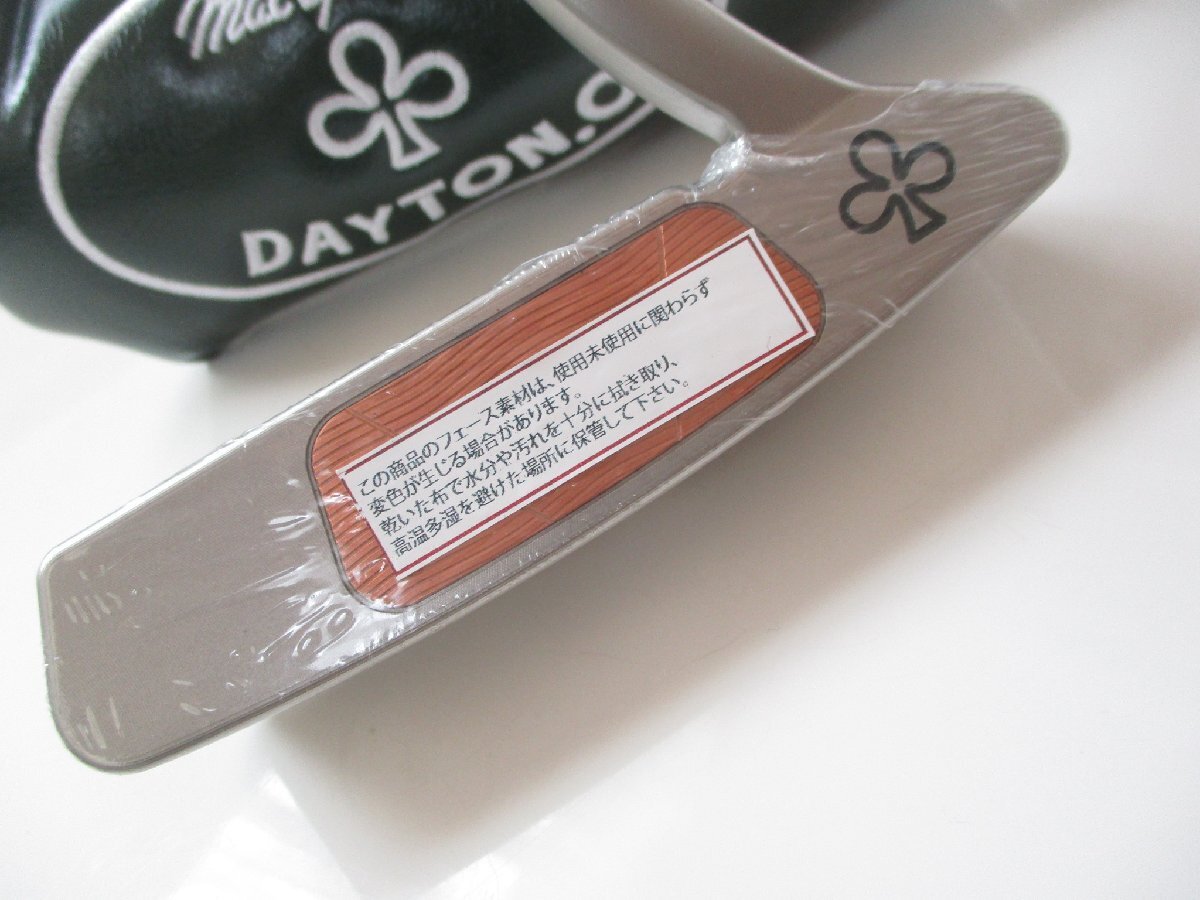 DAYTON.O
この商品のフェース素材は、使用未使用に関わらず
変色が生じる場合があります。
乾いた布で水分や汚れを十分に拭き取り、
高温多湿を避けた場所に保管して下さい。